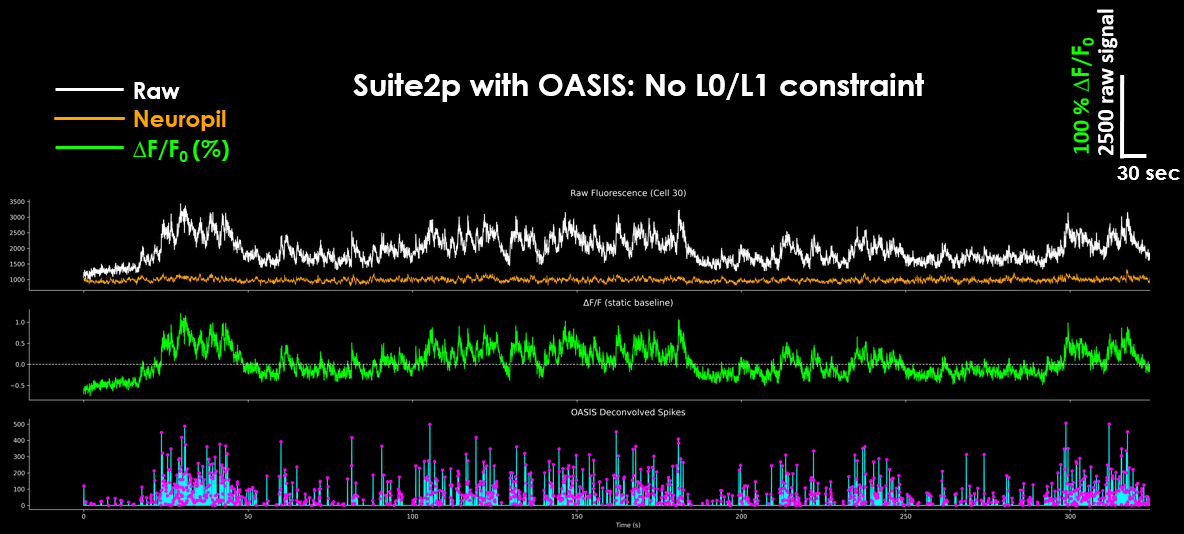 100 % ΔF/F0
2500 raw signal
30 sec
Suite2p with OASIS: No L0/L1 constraint
Raw
Neuropil
ΔF/F0 (%)
Raw Fluorescence (Cell 30)
3500
3000
2500
2000
1500
1000
ΔF/F (static baseline)
1.0
0.5
0.0
−0.5
OASIS Deconvolved Spikes
500
400
300
200
100
0
0 50 100 150 200 250 300
Time (s)